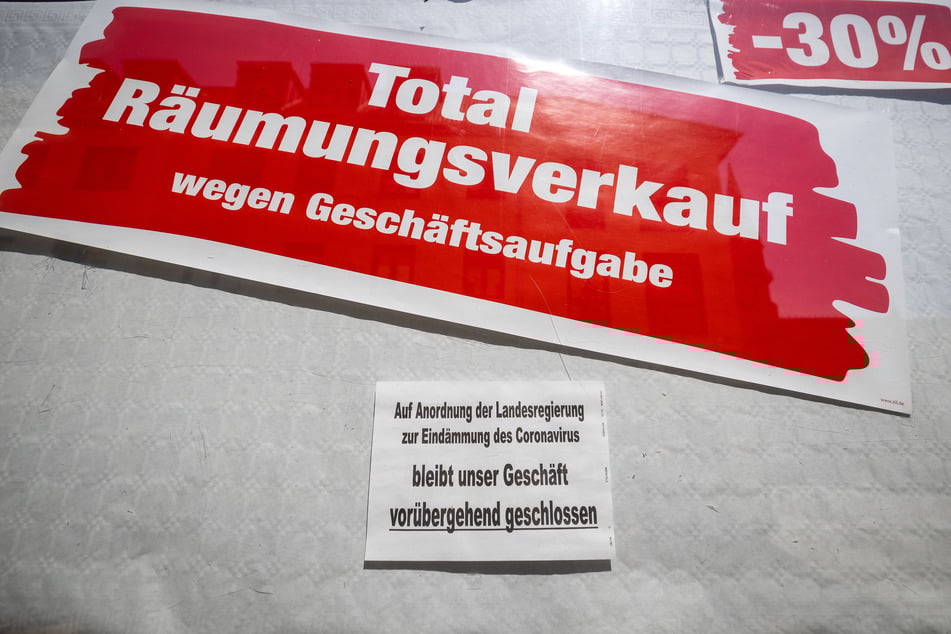 -30%
Total
Räumungsverkauf
wegen Geschäftsaufgabe
Auf Anordnung der Landesregierung
zur Eindämmung des Coronavirus
bleibt unser Geschäft
vorübergehend geschlossen